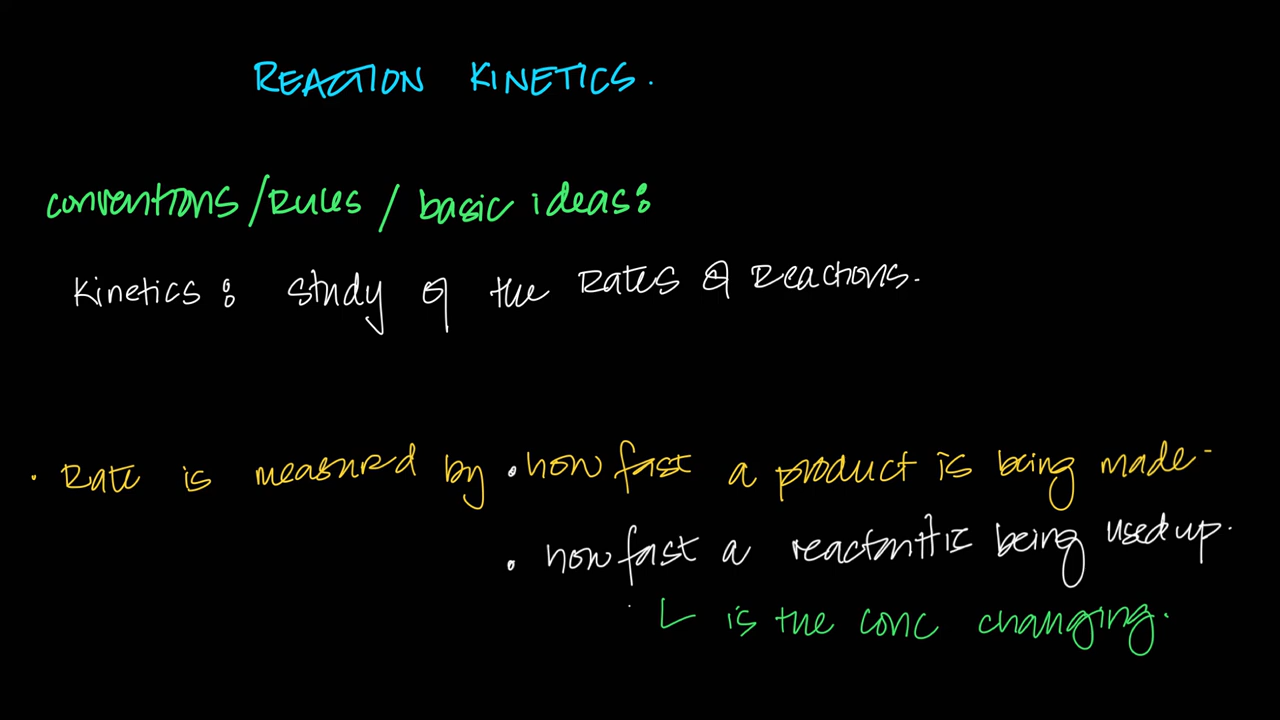 REACTION KINETICS.
conventions/Rules/basic ideas:
Kinetics: study of the Rates of Reactions.
• Rate is measured by • how fast a product is being made -
• how fast a reactant is being used up.
L is the conc changing.